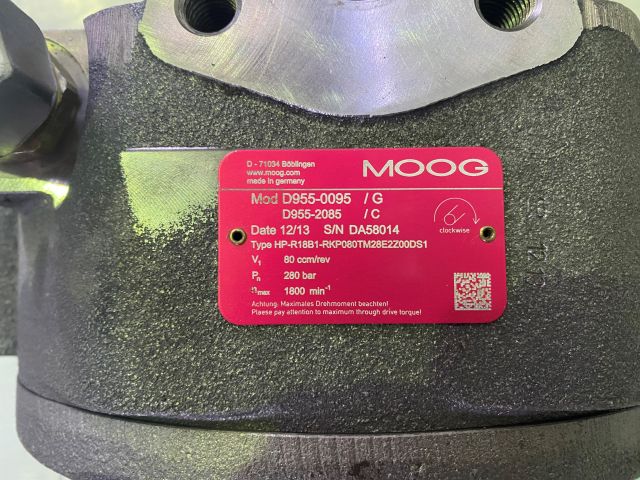 D - 71034 Böblingen
www.moog.com
made in germany
MOOG
Mod D955-0095 / G
D955-2085 / C
Date 12/13 S/N DA58014
clockwise
Type HP-R18B1-RKP080TM28E2Z00DS1
V1 80 ccm/rev
Pn 280 bar
nmax 1800 min⁻¹
Achtung: Maximales Drehmoment beachten!
Plaese pay attention to maximum through drive torque!